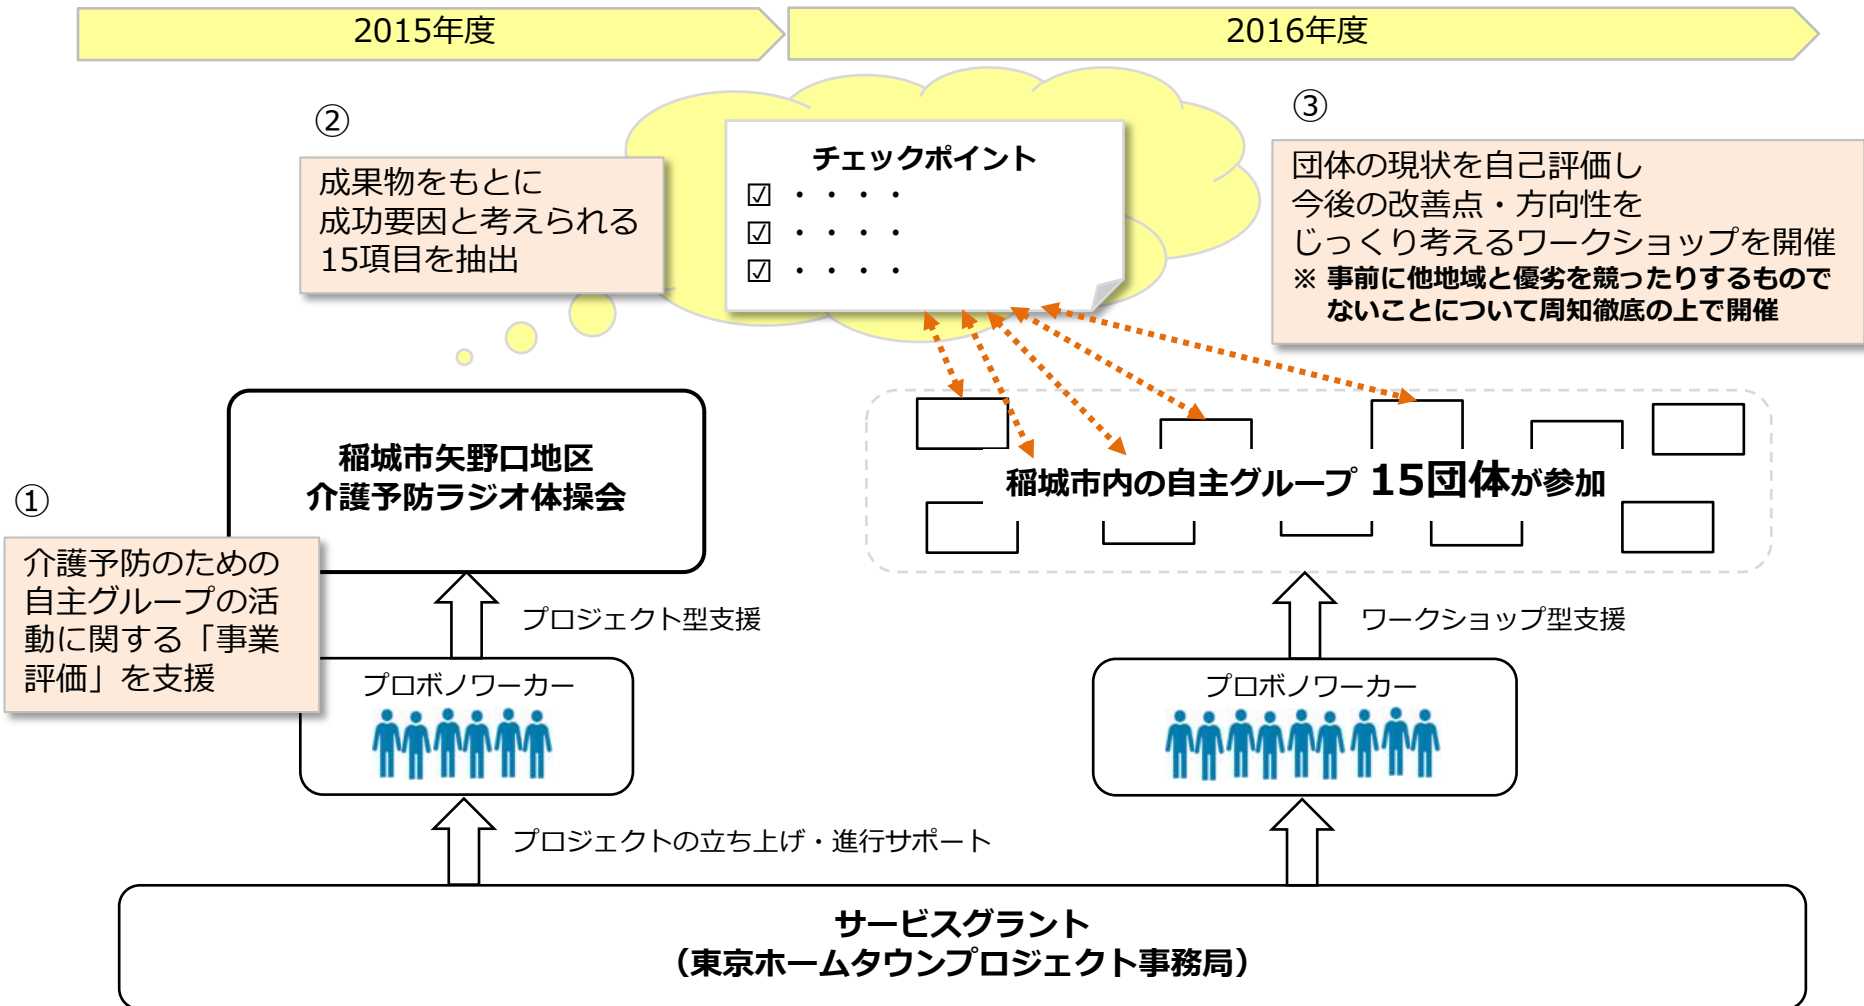 2015年度
2016年度
②
成果物をもとに
成功要因と考えられる
15項目を抽出
チェックポイント
☑ ・・・・
☑ ・・・・
☑ ・・・・
③
団体の現状を自己評価し
今後の改善点・方向性を
じっくり考えるワークショップを開催
※ 事前に他地域と優劣を競ったりするもので
ないことについて周知徹底の上で開催
稲城市矢野口地区
介護予防ラジオ体操会
稲城市内の自主グループ 15団体が参加
①
介護予防のための
自主グループの活
動に関する「事業
評価」を支援
プロジェクト型支援
ワークショップ型支援
プロボノワーカー
プロボノワーカー
プロジェクトの立ち上げ・進行サポート
サービスグラント
（東京ホームタウンプロジェクト事務局）